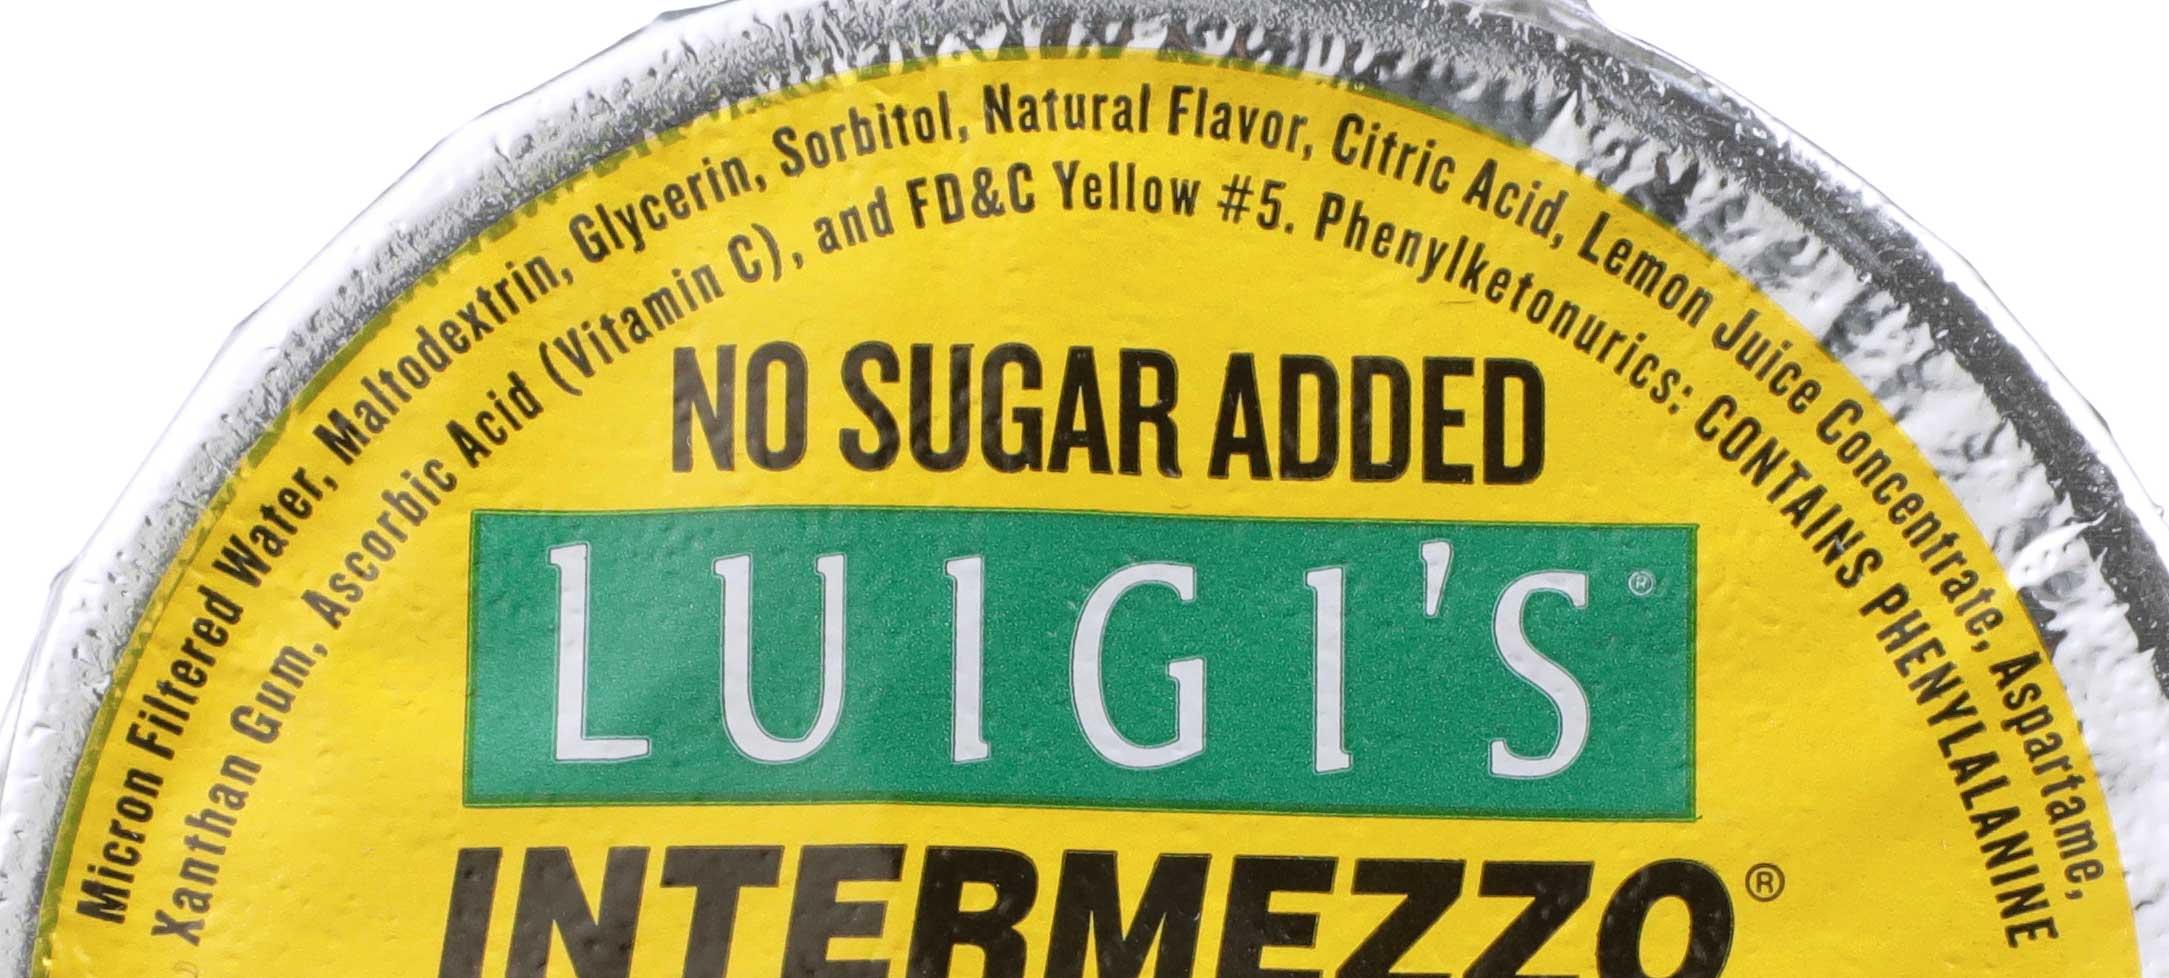 Micron Filtered Water, Maltodextrin, Glycerin, Sorbitol, Natural Flavor, Citric Acid, Lemon Juice Concentrate, Aspartame,
Xanthan Gum, Ascorbic Acid (Vitamin C), and FD&C Yellow #5. Phenylketonurics: CONTAINS PHENYLALANINE
NO SUGAR ADDED
LUIGI'S®
INTERMEZZO®